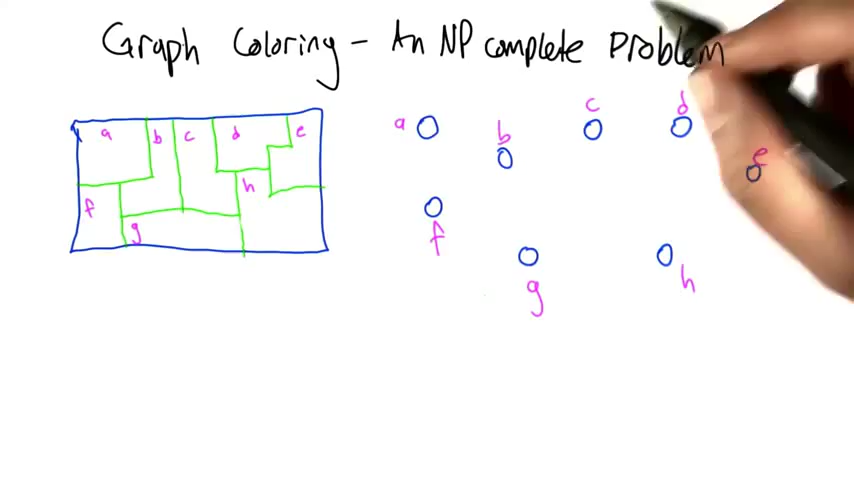 Graph Coloring - An NP complete Problem
a b c d e
h
f
g
a b c d
e
f
g h